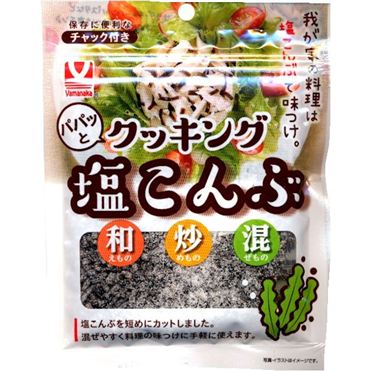 保存に便利な
チャック付き
Yamanaka
我が家の料理は
塩こんぶで味つけ。
パパッと
クッキング
塩こんぶ
和
えもの
炒
めもの
混
ぜもの
塩こんぶを短めにカットしました。
混ぜやすく料理の味つけに手軽に使えます。
写真・イラストはイメージです。